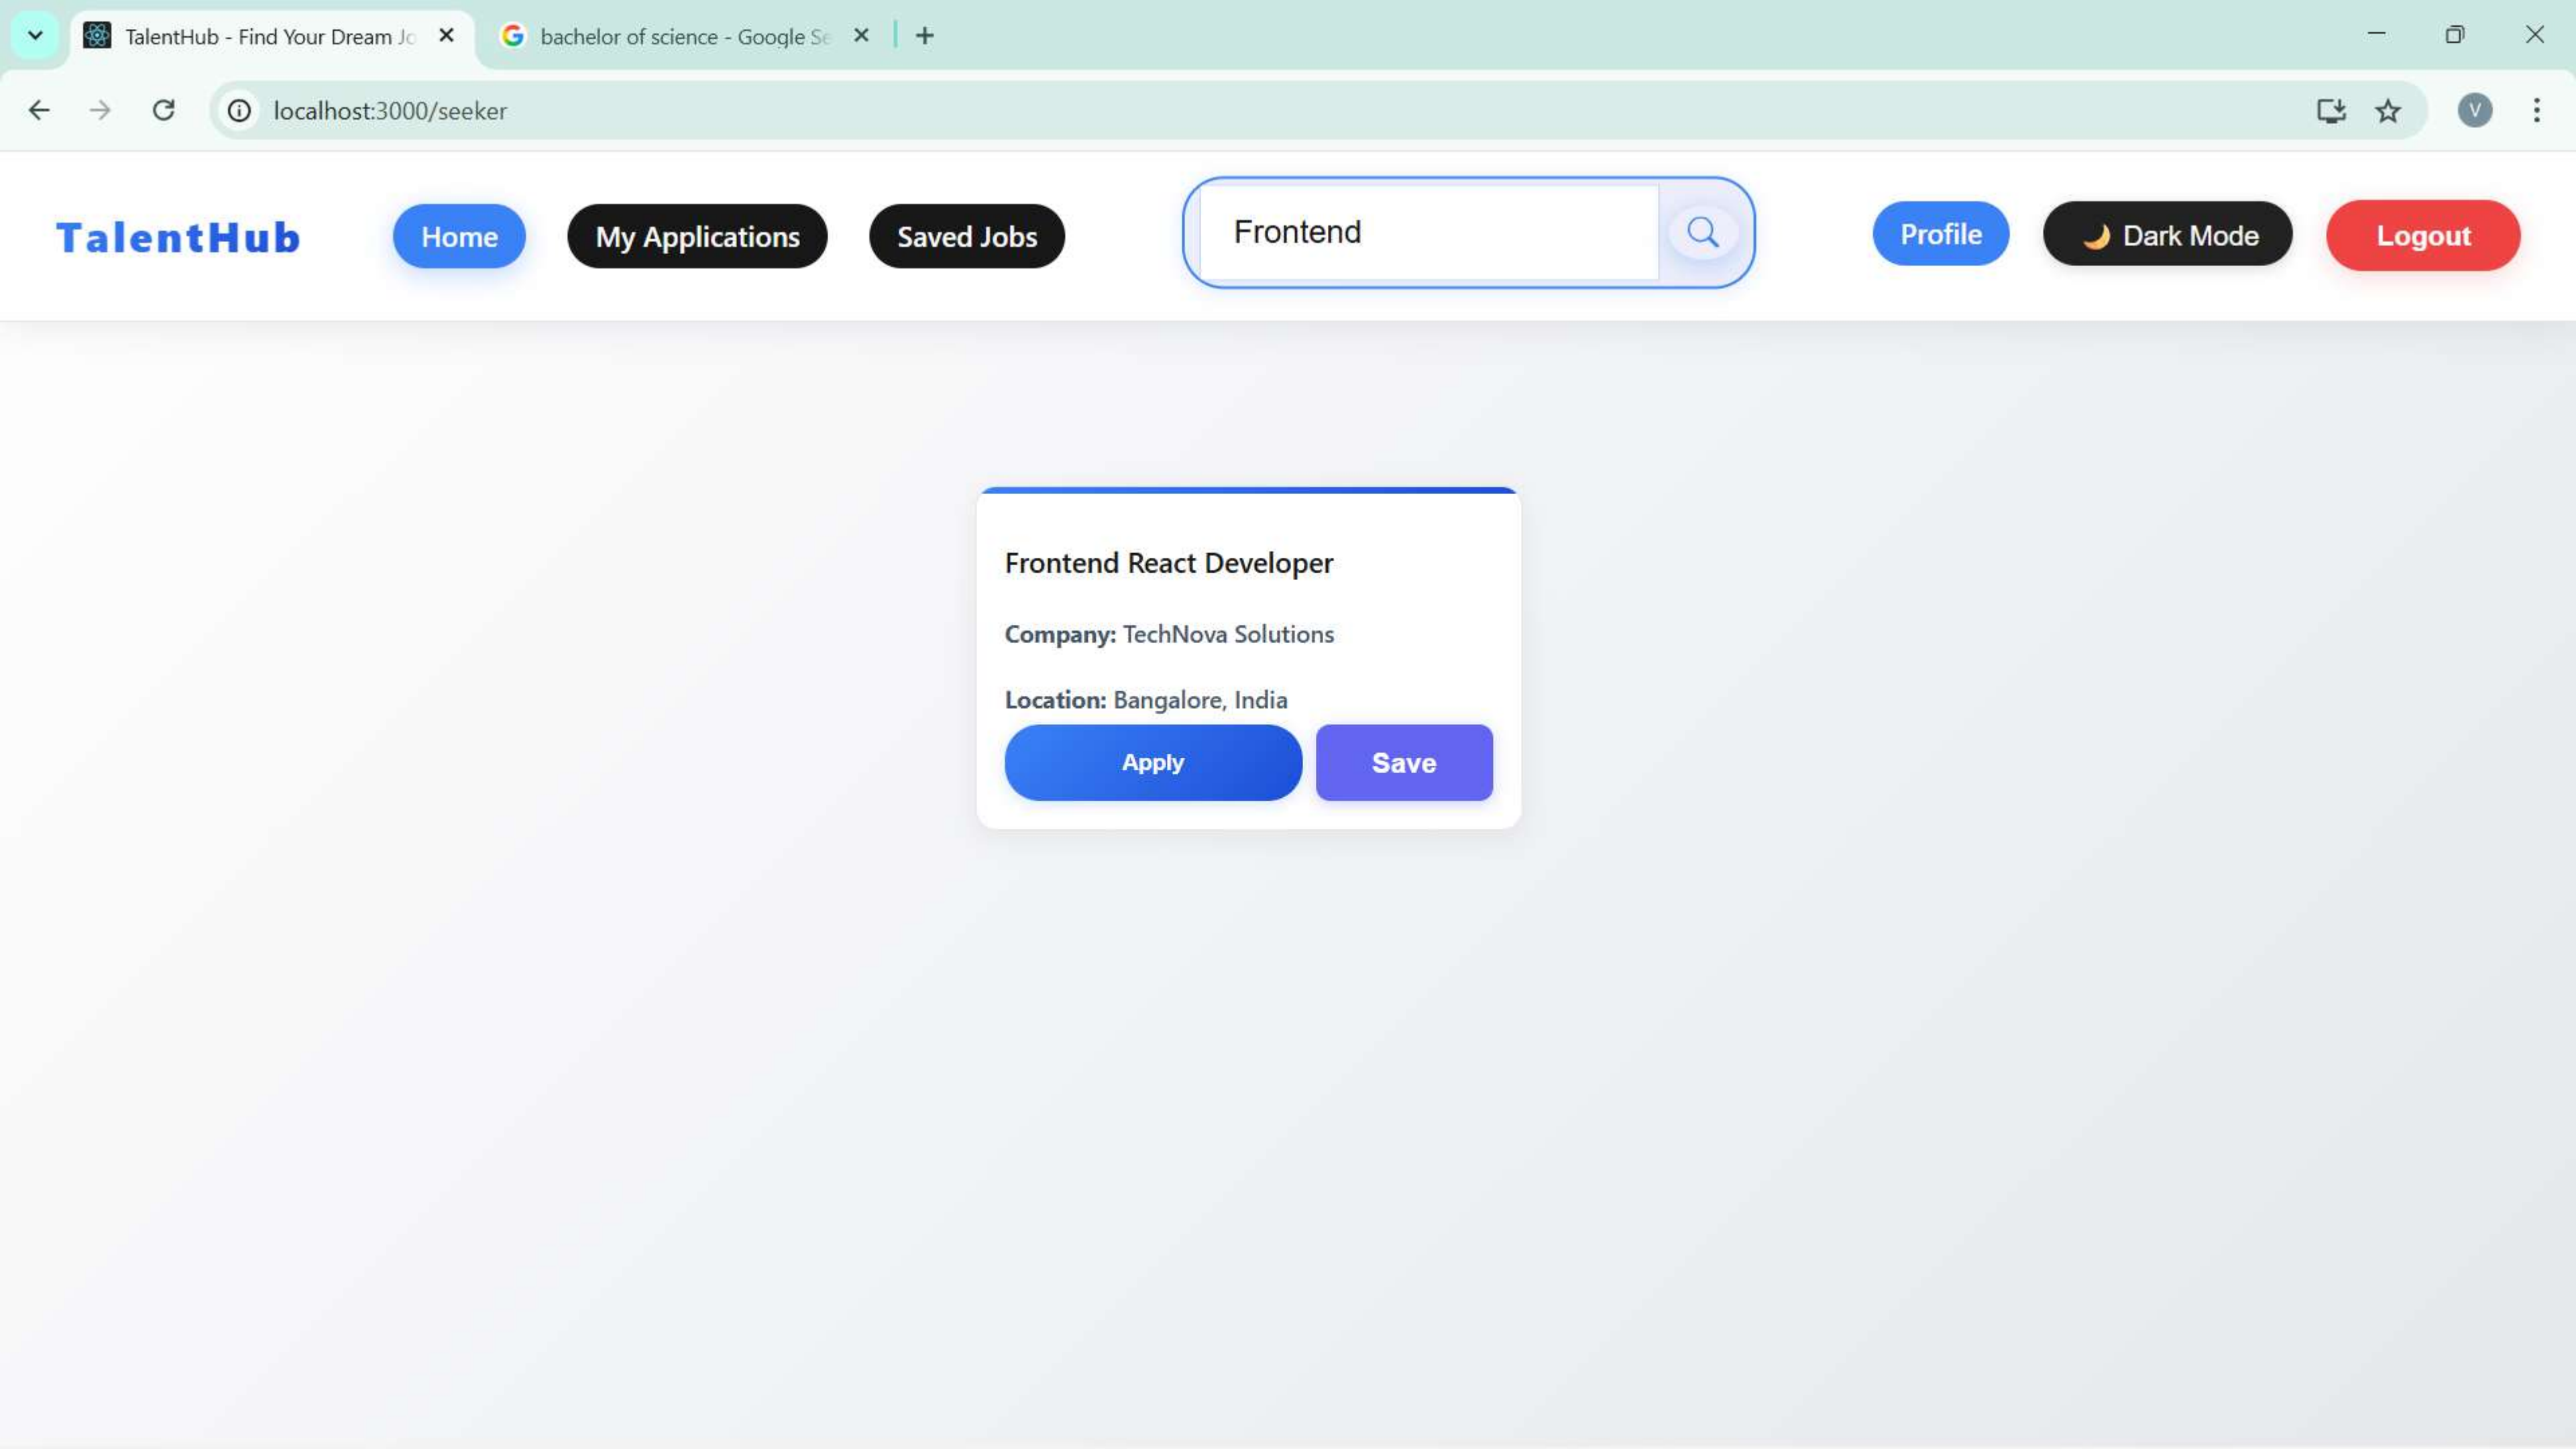 TalentHub - Find Your Dream Jo
bachelor of science - Google Se
localhost:3000/seeker
V
TalentHub
Home
My Applications
Saved Jobs
Frontend
Profile
🌙 Dark Mode
Logout
Frontend React Developer
Company: TechNova Solutions
Location: Bangalore, India
Apply
Save